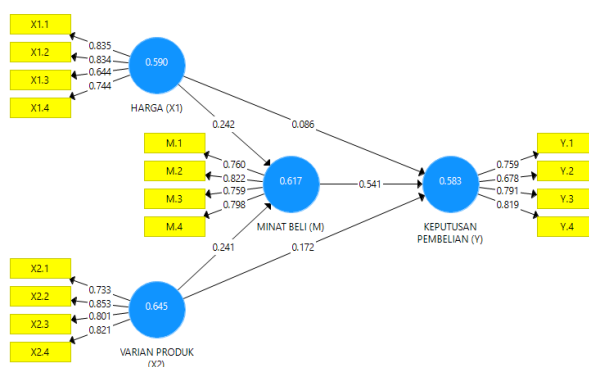 X1.1
X1.2
X1.3
X1.4
0.835
0.834
0.644
0.744
0.590
HARGA (X1)
0.242
0.086
M.1
M.2
M.3
M.4
0.760
0.822
0.759
0.798
0.617
MINAT BELI (M)
0.541
0.583
KEPUTUSAN
PEMBELIAN (Y)
0.759
0.678
0.791
0.819
Y.1
Y.2
Y.3
Y.4
0.241
0.172
X2.1
X2.2
X2.3
X2.4
0.733
0.853
0.801
0.821
0.645
VARIAN PRODUK
(X2)